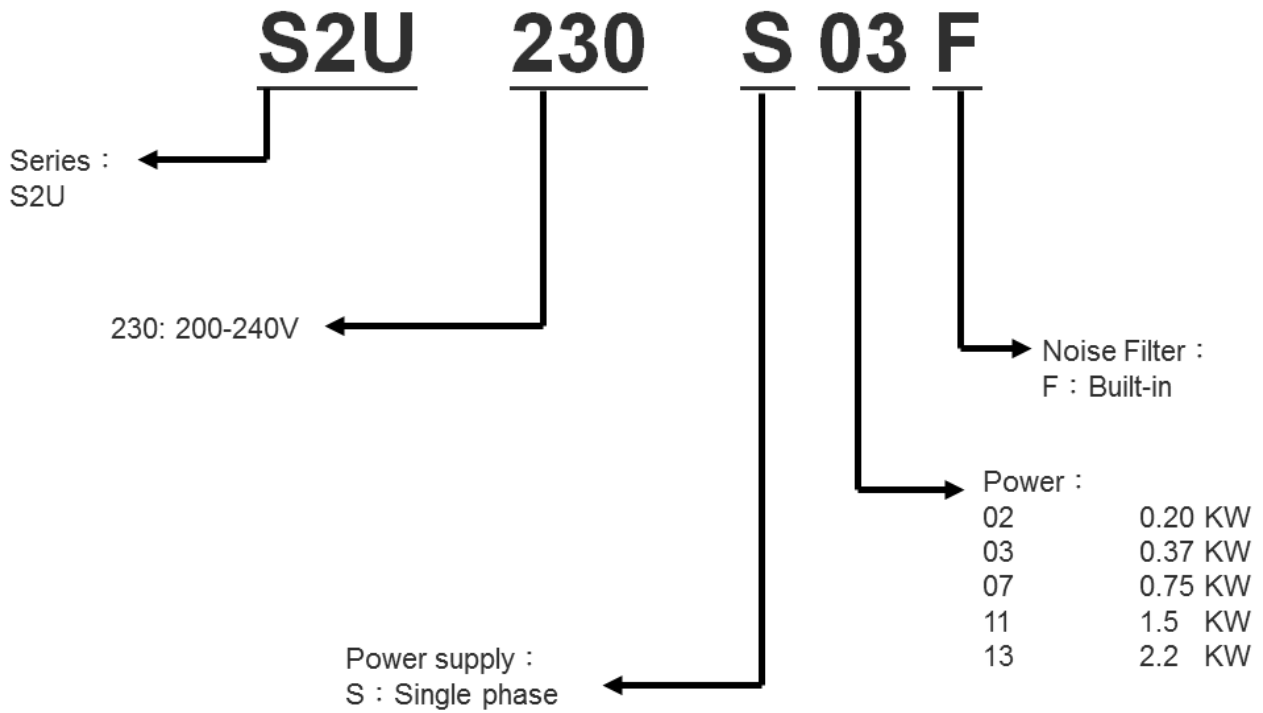 S2U 230 S 03 F
Series：
S2U
230: 200-240V
Noise Filter：
F：Built-in
Power：
02 0.20 KW
03 0.37 KW
07 0.75 KW
11 1.5 KW
13 2.2 KW
Power supply：
S：Single phase